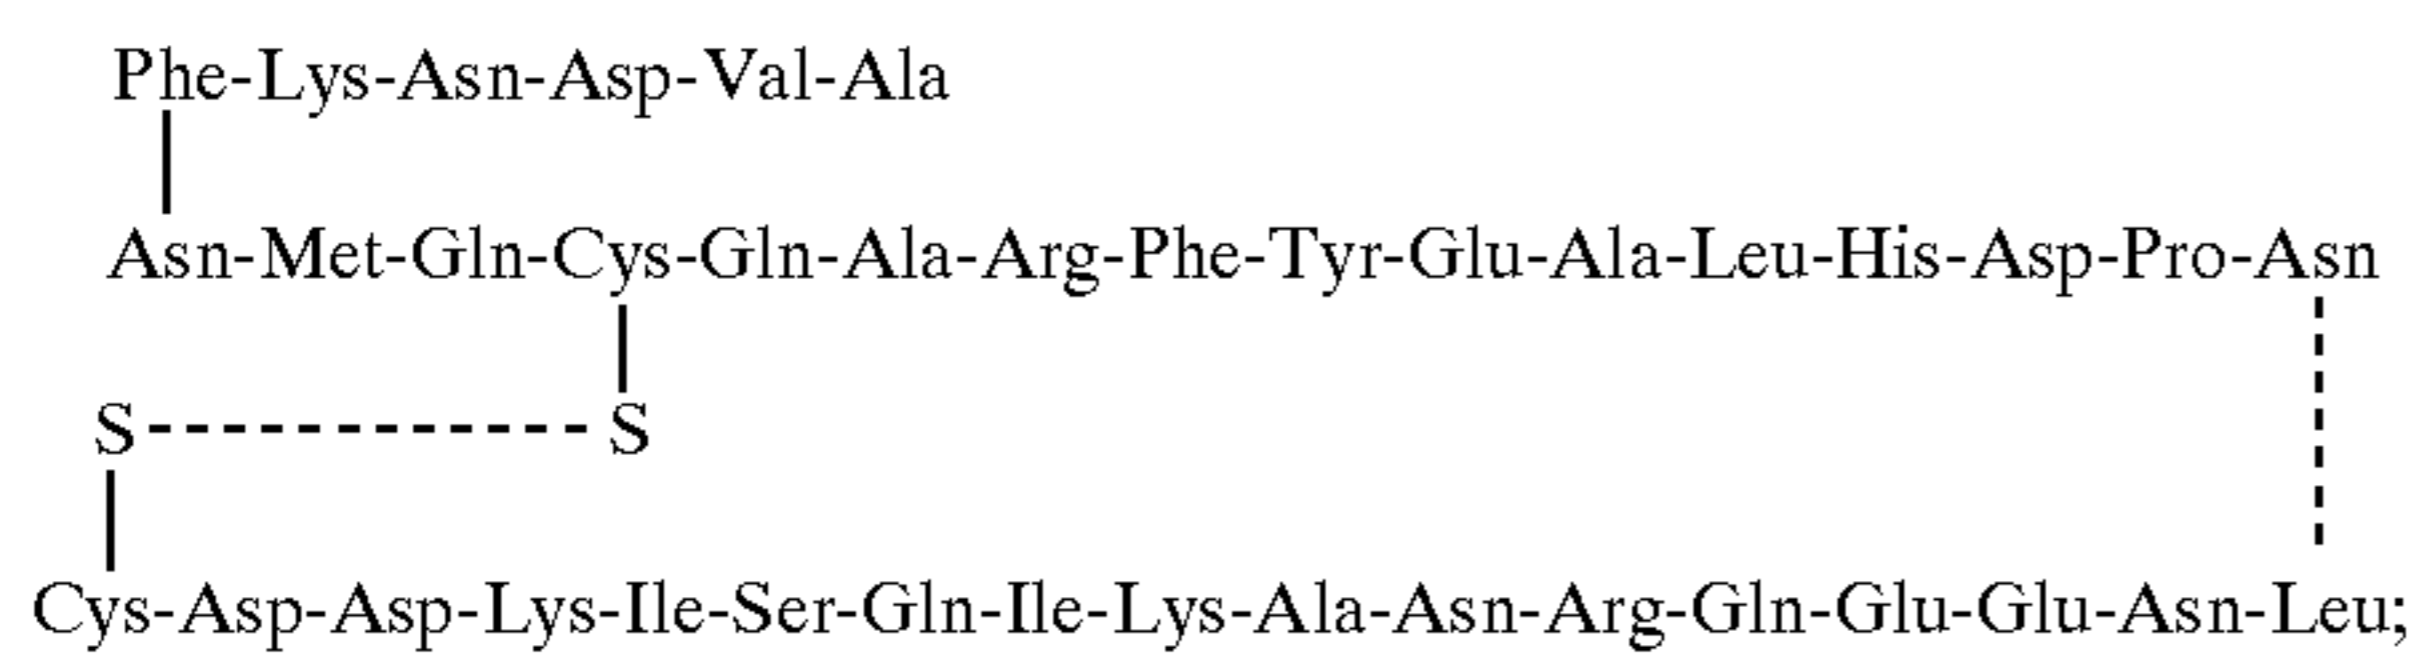 Phe-Lys-Asn-Asp-Val-Ala
Asn-Met-Gln-Cys-Gln-Ala-Arg-Phe-Tyr-Glu-Ala-Leu-His-Asp-Pro-Asn
S S
Cys-Asp-Asp-Lys-Ile-Ser-Gln-Ile-Lys-Ala-Asn-Arg-Gln-Glu-Glu-Asn-Leu;